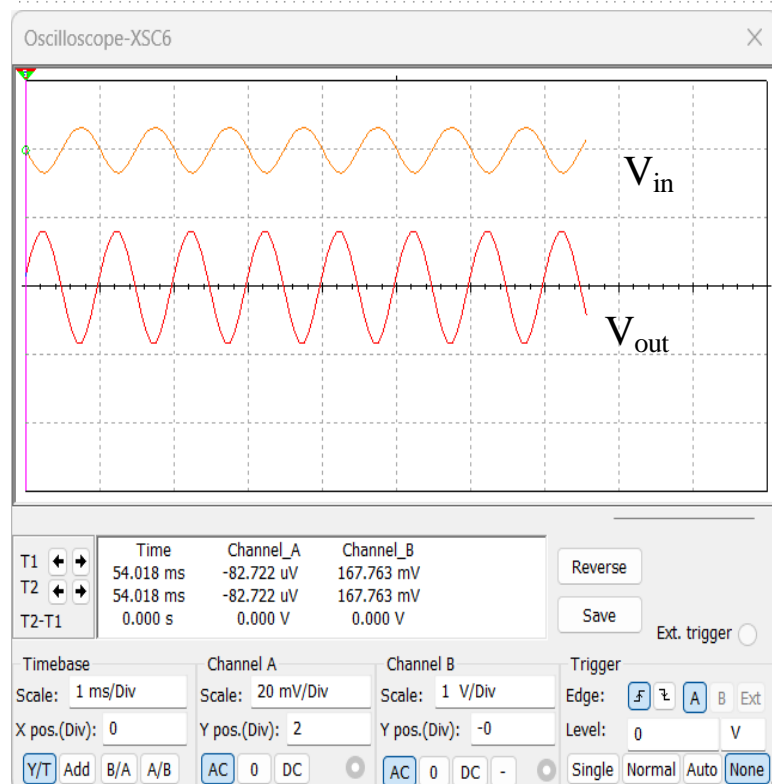 Oscilloscope-XSC6
V_in
V_out
Time Channel_A Channel_B
T1 54.018 ms -82.722 uV 167.763 mV
T2 54.018 ms -82.722 uV 167.763 mV
T2-T1 0.000 s 0.000 V 0.000 V
Reverse
Save
Ext. trigger
Timebase Channel A Channel B Trigger
Scale: 1 ms/Div Scale: 20 mV/Div Scale: 1 V/Div Edge: A B Ext
X pos.(Div): 0 Y pos.(Div): 2 Y pos.(Div): -0 Level: 0 V
Y/T Add B/A A/B AC 0 DC AC 0 DC - Single Normal Auto None